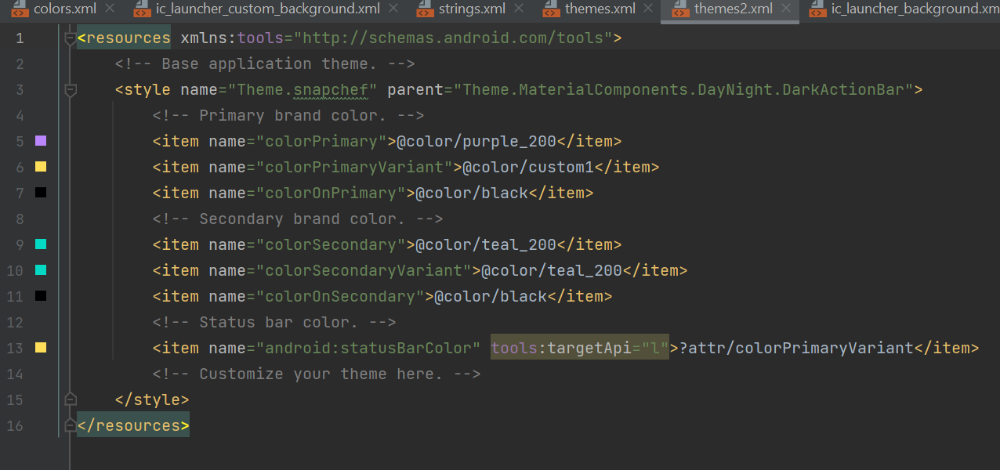 colors.xml ic_launcher_custom_background.xml strings.xml themes.xml themes2.xml ic_launcher_background.xm
1 <resources xmlns:tools="http://schemas.android.com/tools">
2 <!-- Base application theme. -->
3 <style name="Theme.snapchef" parent="Theme.MaterialComponents.DayNight.DarkActionBar">
4 <!-- Primary brand color. -->
5 <item name="colorPrimary">@color/purple_200</item>
6 <item name="colorPrimaryVariant">@color/custom1</item>
7 <item name="colorOnPrimary">@color/black</item>
8 <!-- Secondary brand color. -->
9 <item name="colorSecondary">@color/teal_200</item>
10 <item name="colorSecondaryVariant">@color/teal_200</item>
11 <item name="colorOnSecondary">@color/black</item>
12 <!-- Status bar color. -->
13 <item name="android:statusBarColor" tools:targetApi="l">?attr/colorPrimaryVariant</item>
14 <!-- Customize your theme here. -->
15 </style>
16 </resources>